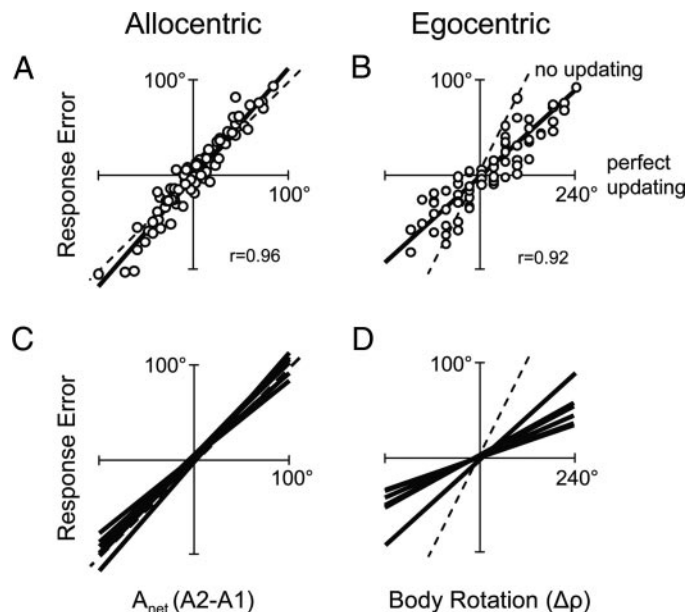 Allocentric Egocentric
A B
100° 100° no updating
Response Error
100° 240° perfect
updating
r=0.96 r=0.92
C D
100° 100°
Response Error
100° 240°
Anet (A2-A1) Body Rotation (Δρ)